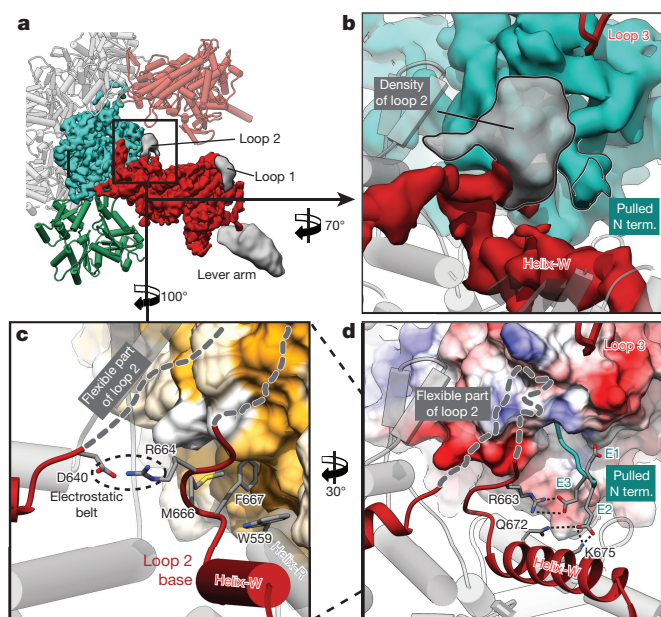 a
Loop 2
Loop 1
Lever arm
70°
100°
b
Loop 3
Density
of loop 2
Pulled
N term.
Helix-W
c
Flexible part
of loop 2
R664
D640
Electrostatic
belt
M666
F667
W559
Loop 2
base
Helix-W
30°
d
Loop 3
Flexible part
of loop 2
E1
Pulled
N term.
E3
R663
E2
Q672
K675
Helix-W